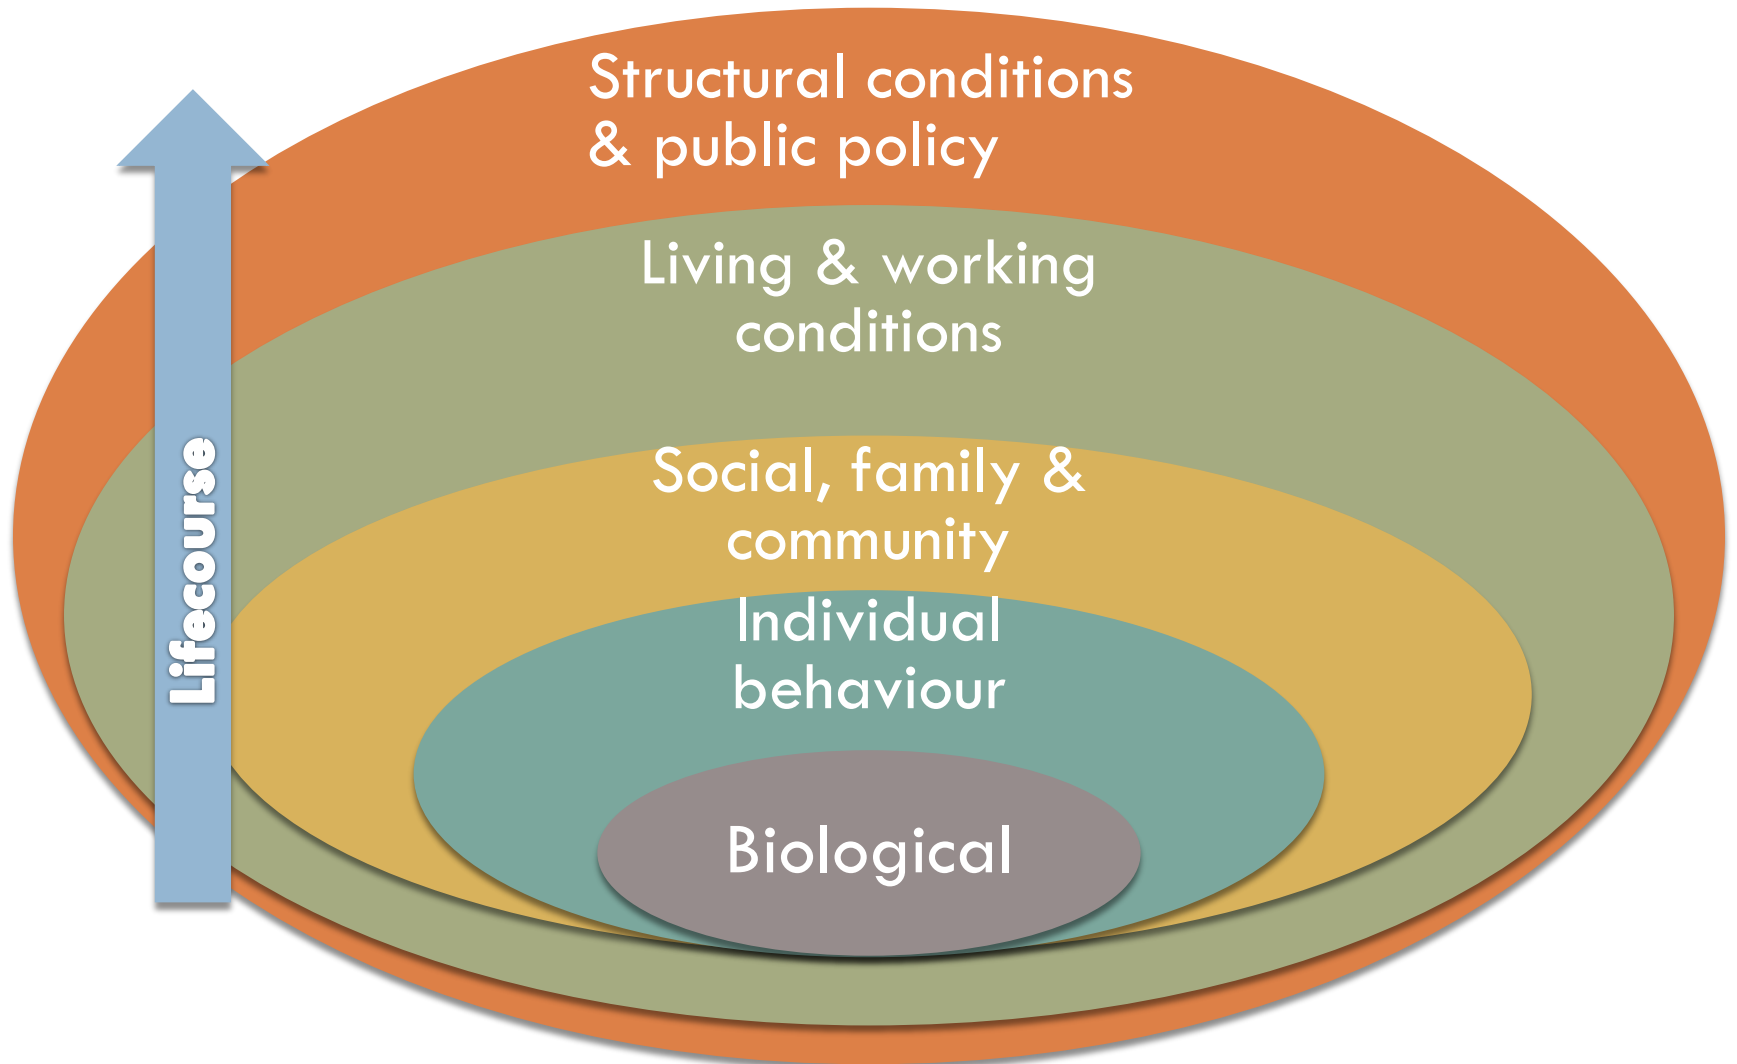 Structural conditions
& public policy
Living & working
conditions
Social, family &
community
Individual
behaviour
Biological
Lifecourse